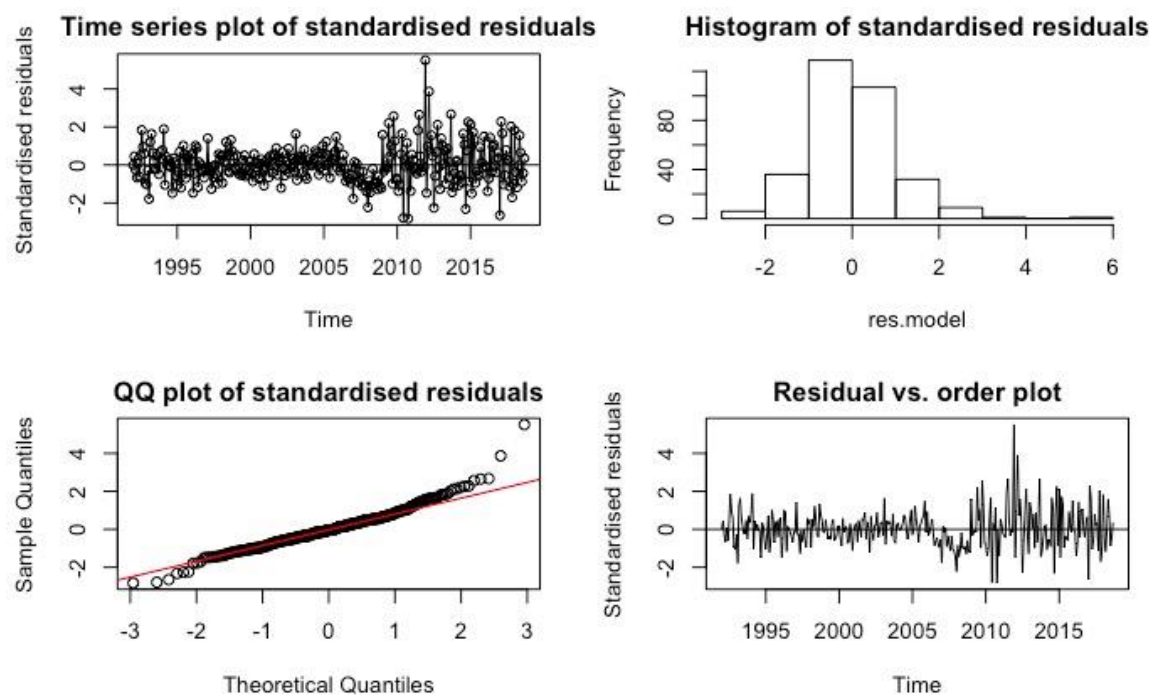 Time series plot of standardised residuals
Standardised residuals
4
2
0
-2
1995 2000 2005 2010 2015
Time
Histogram of standardised residuals
Frequency
80
40
0
-2 0 2 4 6
res.model
QQ plot of standardised residuals
Sample Quantiles
4
2
0
-2
-3 -2 -1 0 1 2 3
Theoretical Quantiles
Residual vs. order plot
Standardised residuals
4
2
0
-2
1995 2000 2005 2010 2015
Time